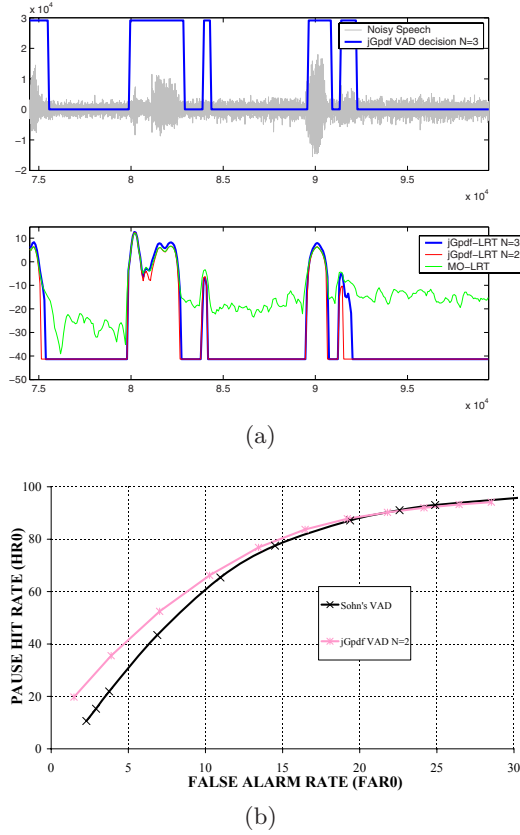 3 x 10^4
Noisy Speech
jGpdf VAD decision N=3
2
1
0
-1
-2
7.5 8 8.5 9 9.5
x 10^4
10
0
-10
-20
-30
-40
-50
jGpdf-LRT N=3
jGpdf-LRT N=2
MO-LRT
7.5 8 8.5 9 9.5
x 10^4
(a)
100
80
60
40
20
0
PAUSE HIT RATE (HR0)
Sohn's VAD
jGpdf VAD N=2
0 5 10 15 20 25 30
FALSE ALARM RATE (FAR0)
(b)